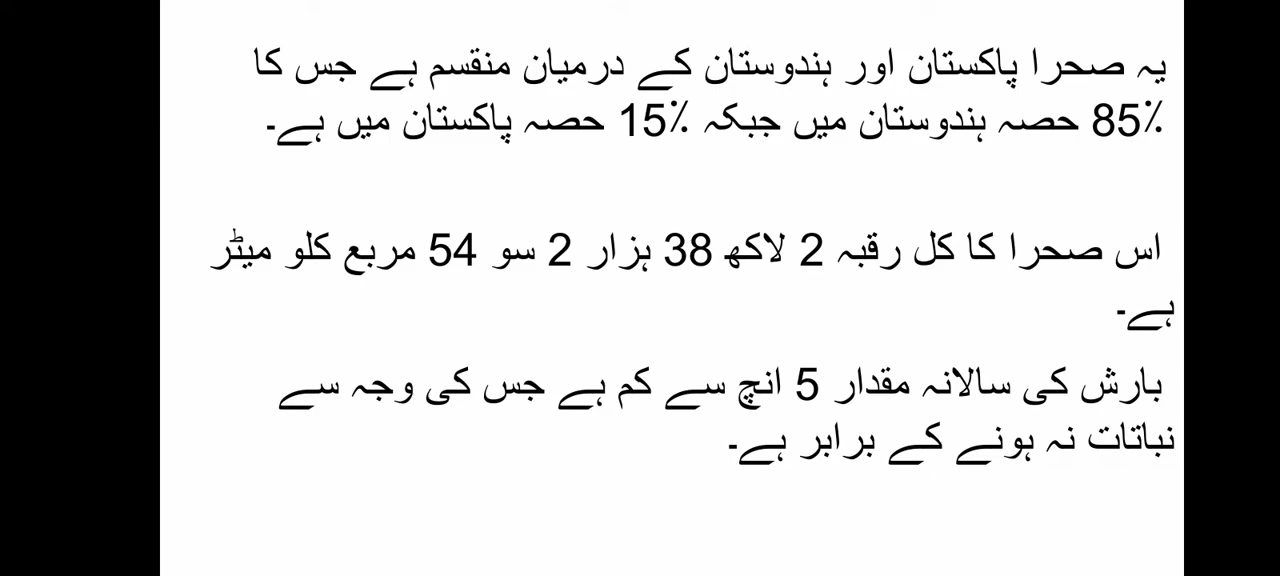 یہ صحرا پاکستان اور ہندوستان کے درمیان منقسم ہے جس کا
85٪ حصہ ہندوستان میں جبکہ 15٪ حصہ پاکستان میں ہے۔
اس صحرا کا کل رقبہ 2 لاکھ 38 ہزار 2 سو 54 مربع کلو میٹر
ہے۔
بارش کی سالانہ مقدار 5 انچ سے کم ہے جس کی وجہ سے
نباتات نہ ہونے کے برابر ہے۔